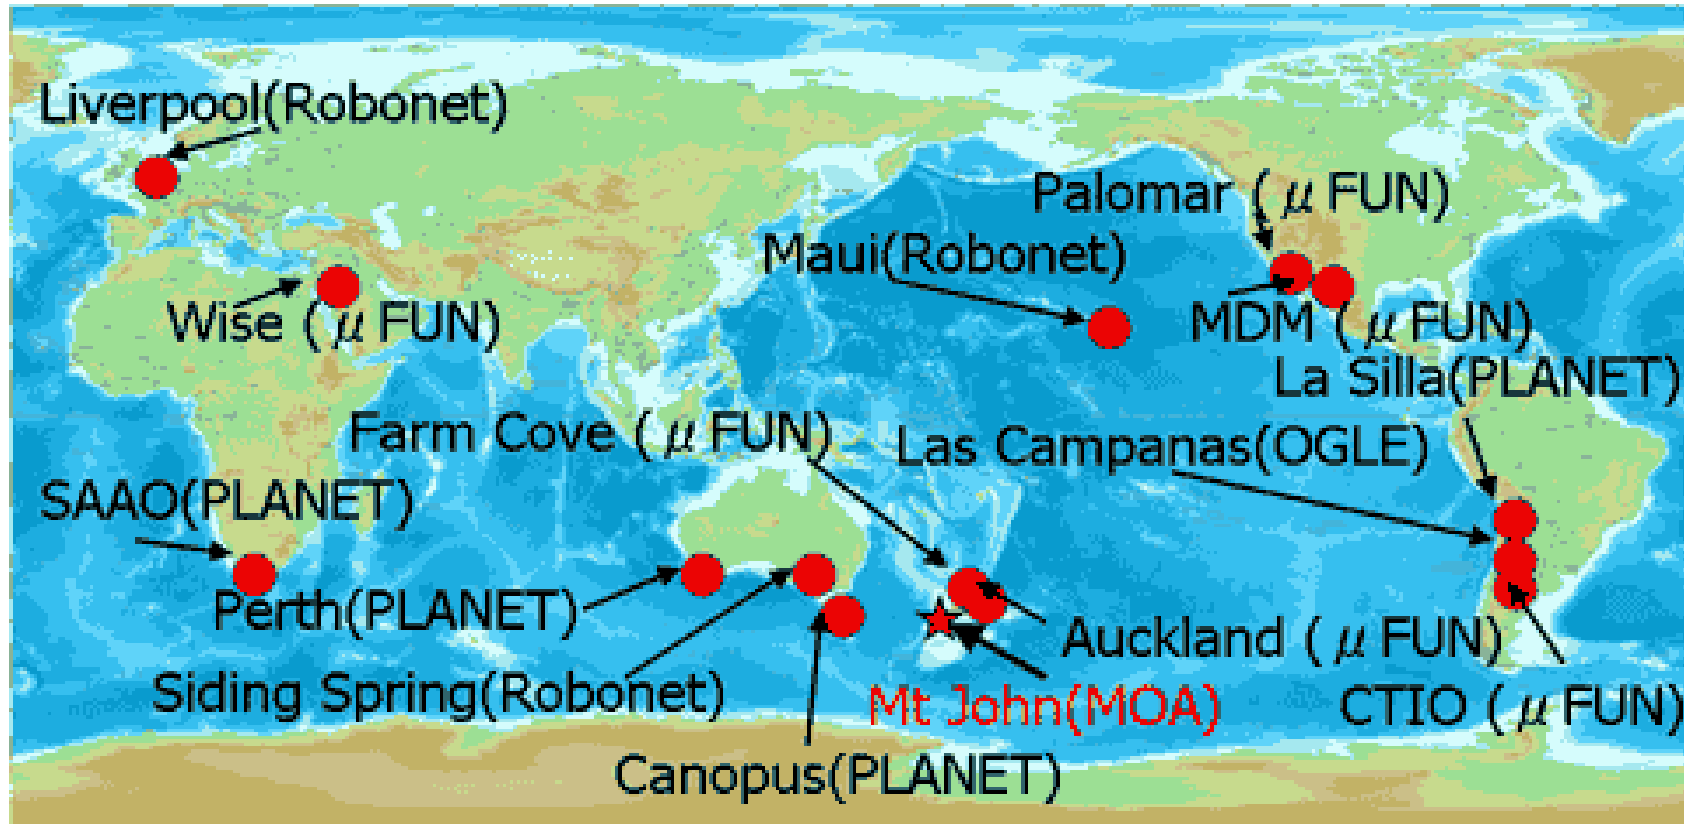 Liverpool(Robonet)
Palomar ( μ FUN)
Maui(Robonet)
Wise ( μ FUN)
MDM ( μ FUN)
La Silla(PLANET)
Farm Cove ( μ FUN)
Las Campanas(OGLE)
SAAO(PLANET)
Perth(PLANET)
Auckland ( μ FUN)
Siding Spring(Robonet)
Mt John(MOA)
CTIO ( μ FUN)
Canopus(PLANET)